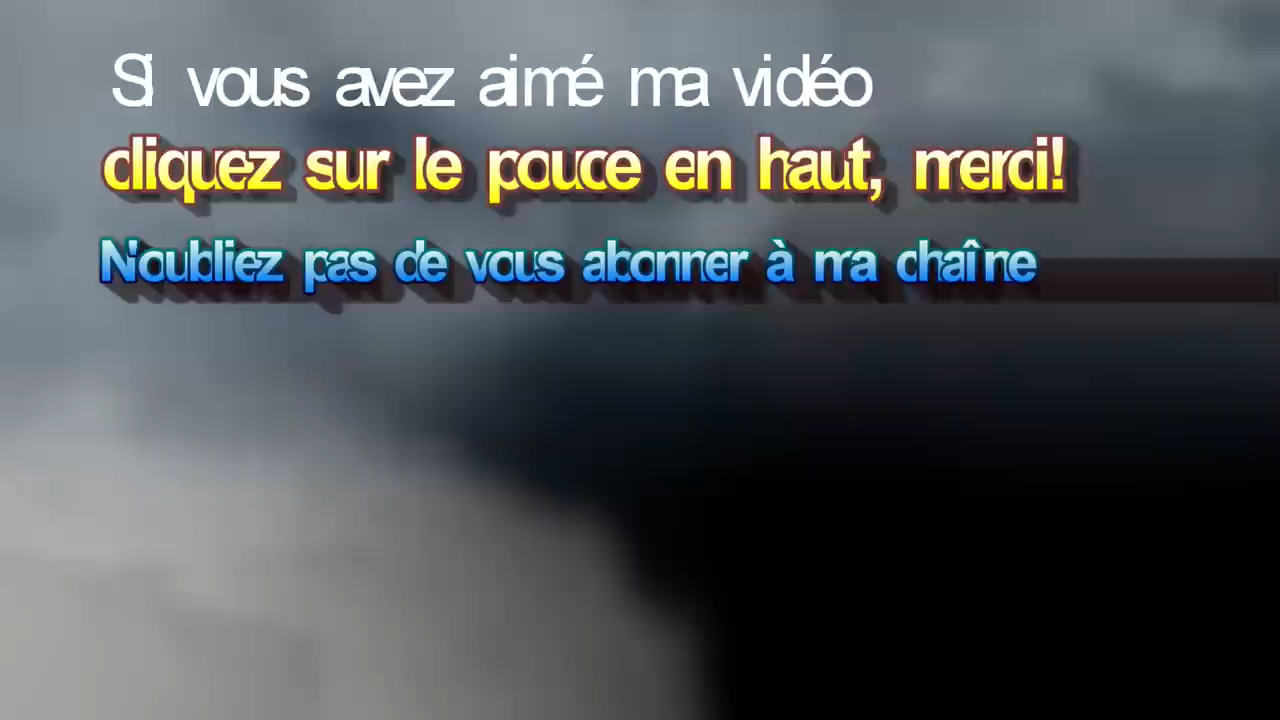 Si vous avez aimé ma vidéo
cliquez sur le pouce en haut, merci!
N'oubliez pas de vous abonner à ma chaîne